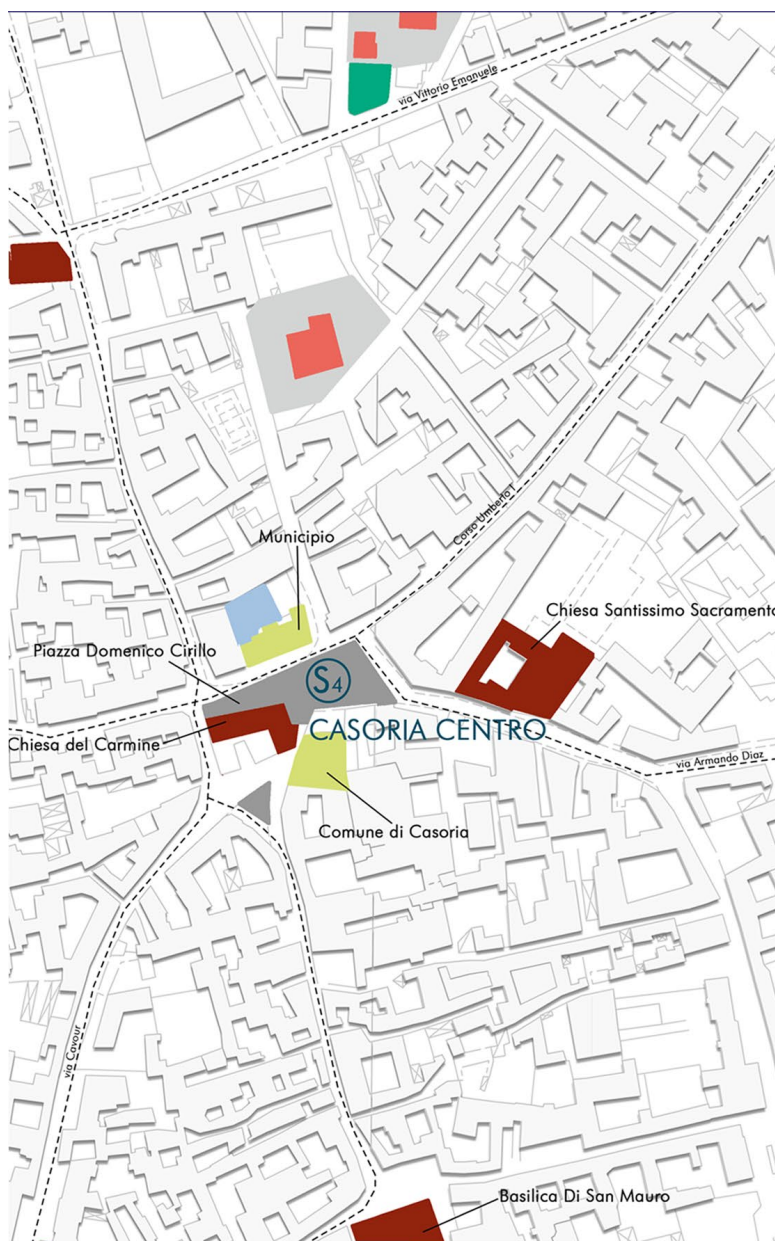 via Vittorio Emanuele
Corso Umberto I
Municipio
Chiesa Santissimo Sacramento
Piazza Domenico Cirillo
S4
CASORIA CENTRO
Chiesa del Carmine
via Armando Diaz
Comune di Casoria
via Cavour
Basilica Di San Mauro